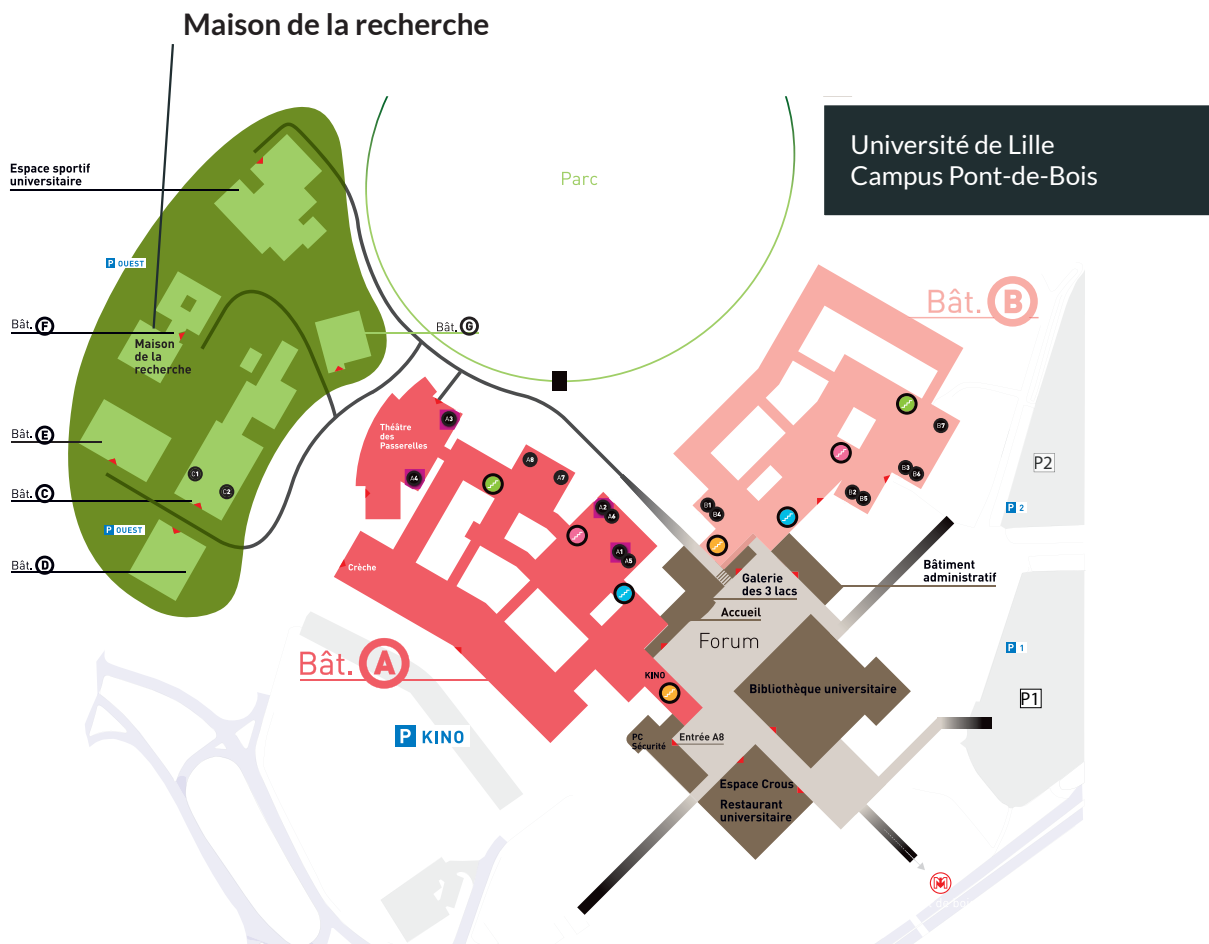 Maison de la recherche
Université de Lille
Campus Pont-de-Bois
Espace sportif
universitaire
Parc
P OUEST
Bât. B
Bât. F
Bât. G
Maison
de la
recherche
Théâtre
des
Passerelles
A3
A4
A8
A7
A2
A6
A1
A5
B7
B3
B6
B2
B5
B1
B4
Bât. E
C1
C2
Bât. C
P2
P 2
P OUEST
Bât. D
Crèche
Bâtiment
administratif
Galerie
des 3 lacs
Accueil
Forum
P 1
Bât. A
KINO
Bibliothèque universitaire
P1
P KINO
PC
Sécurité
Entrée A8
Espace Crous
Restaurant
universitaire
M